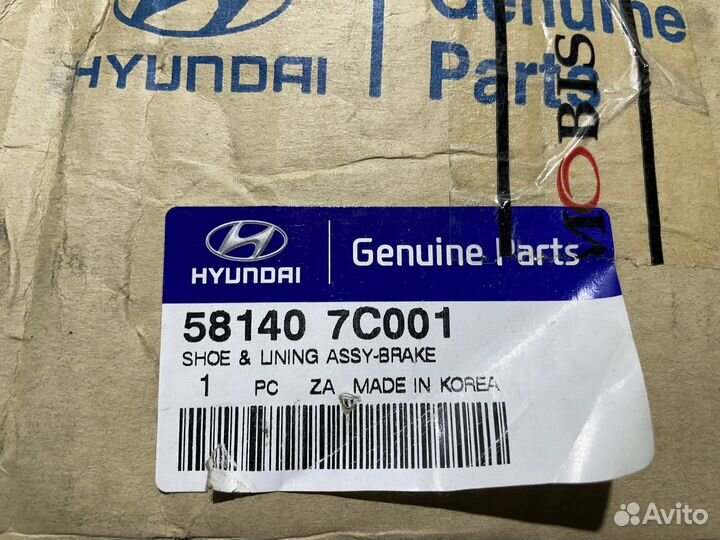 HYUNDAI
Genuine
Parts
MOBIS
HYUNDAI
Genuine Parts
58140 7C001
SHOE & LINING ASSY-BRAKE
1 PC ZA MADE IN KOREA
Avito